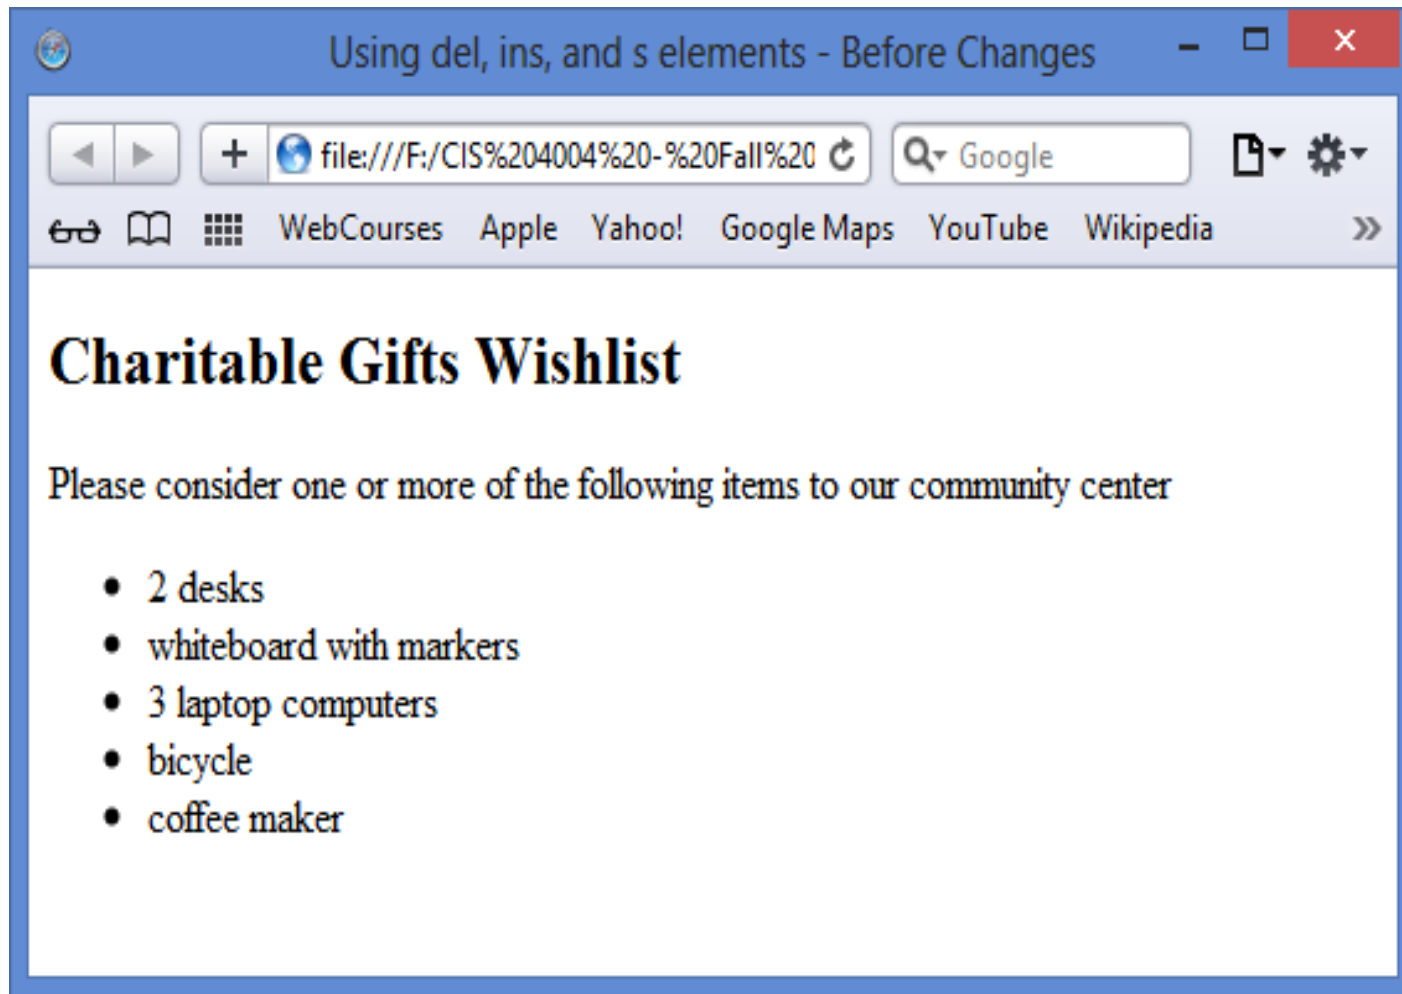 Using del, ins, and s elements - Before Changes
file:///F:/CIS%204004%20-%20Fall%20 Google
WebCourses Apple Yahoo! Google Maps YouTube Wikipedia
Charitable Gifts Wishlist
Please consider one or more of the following items to our community center
• 2 desks
• whiteboard with markers
• 3 laptop computers
• bicycle
• coffee maker